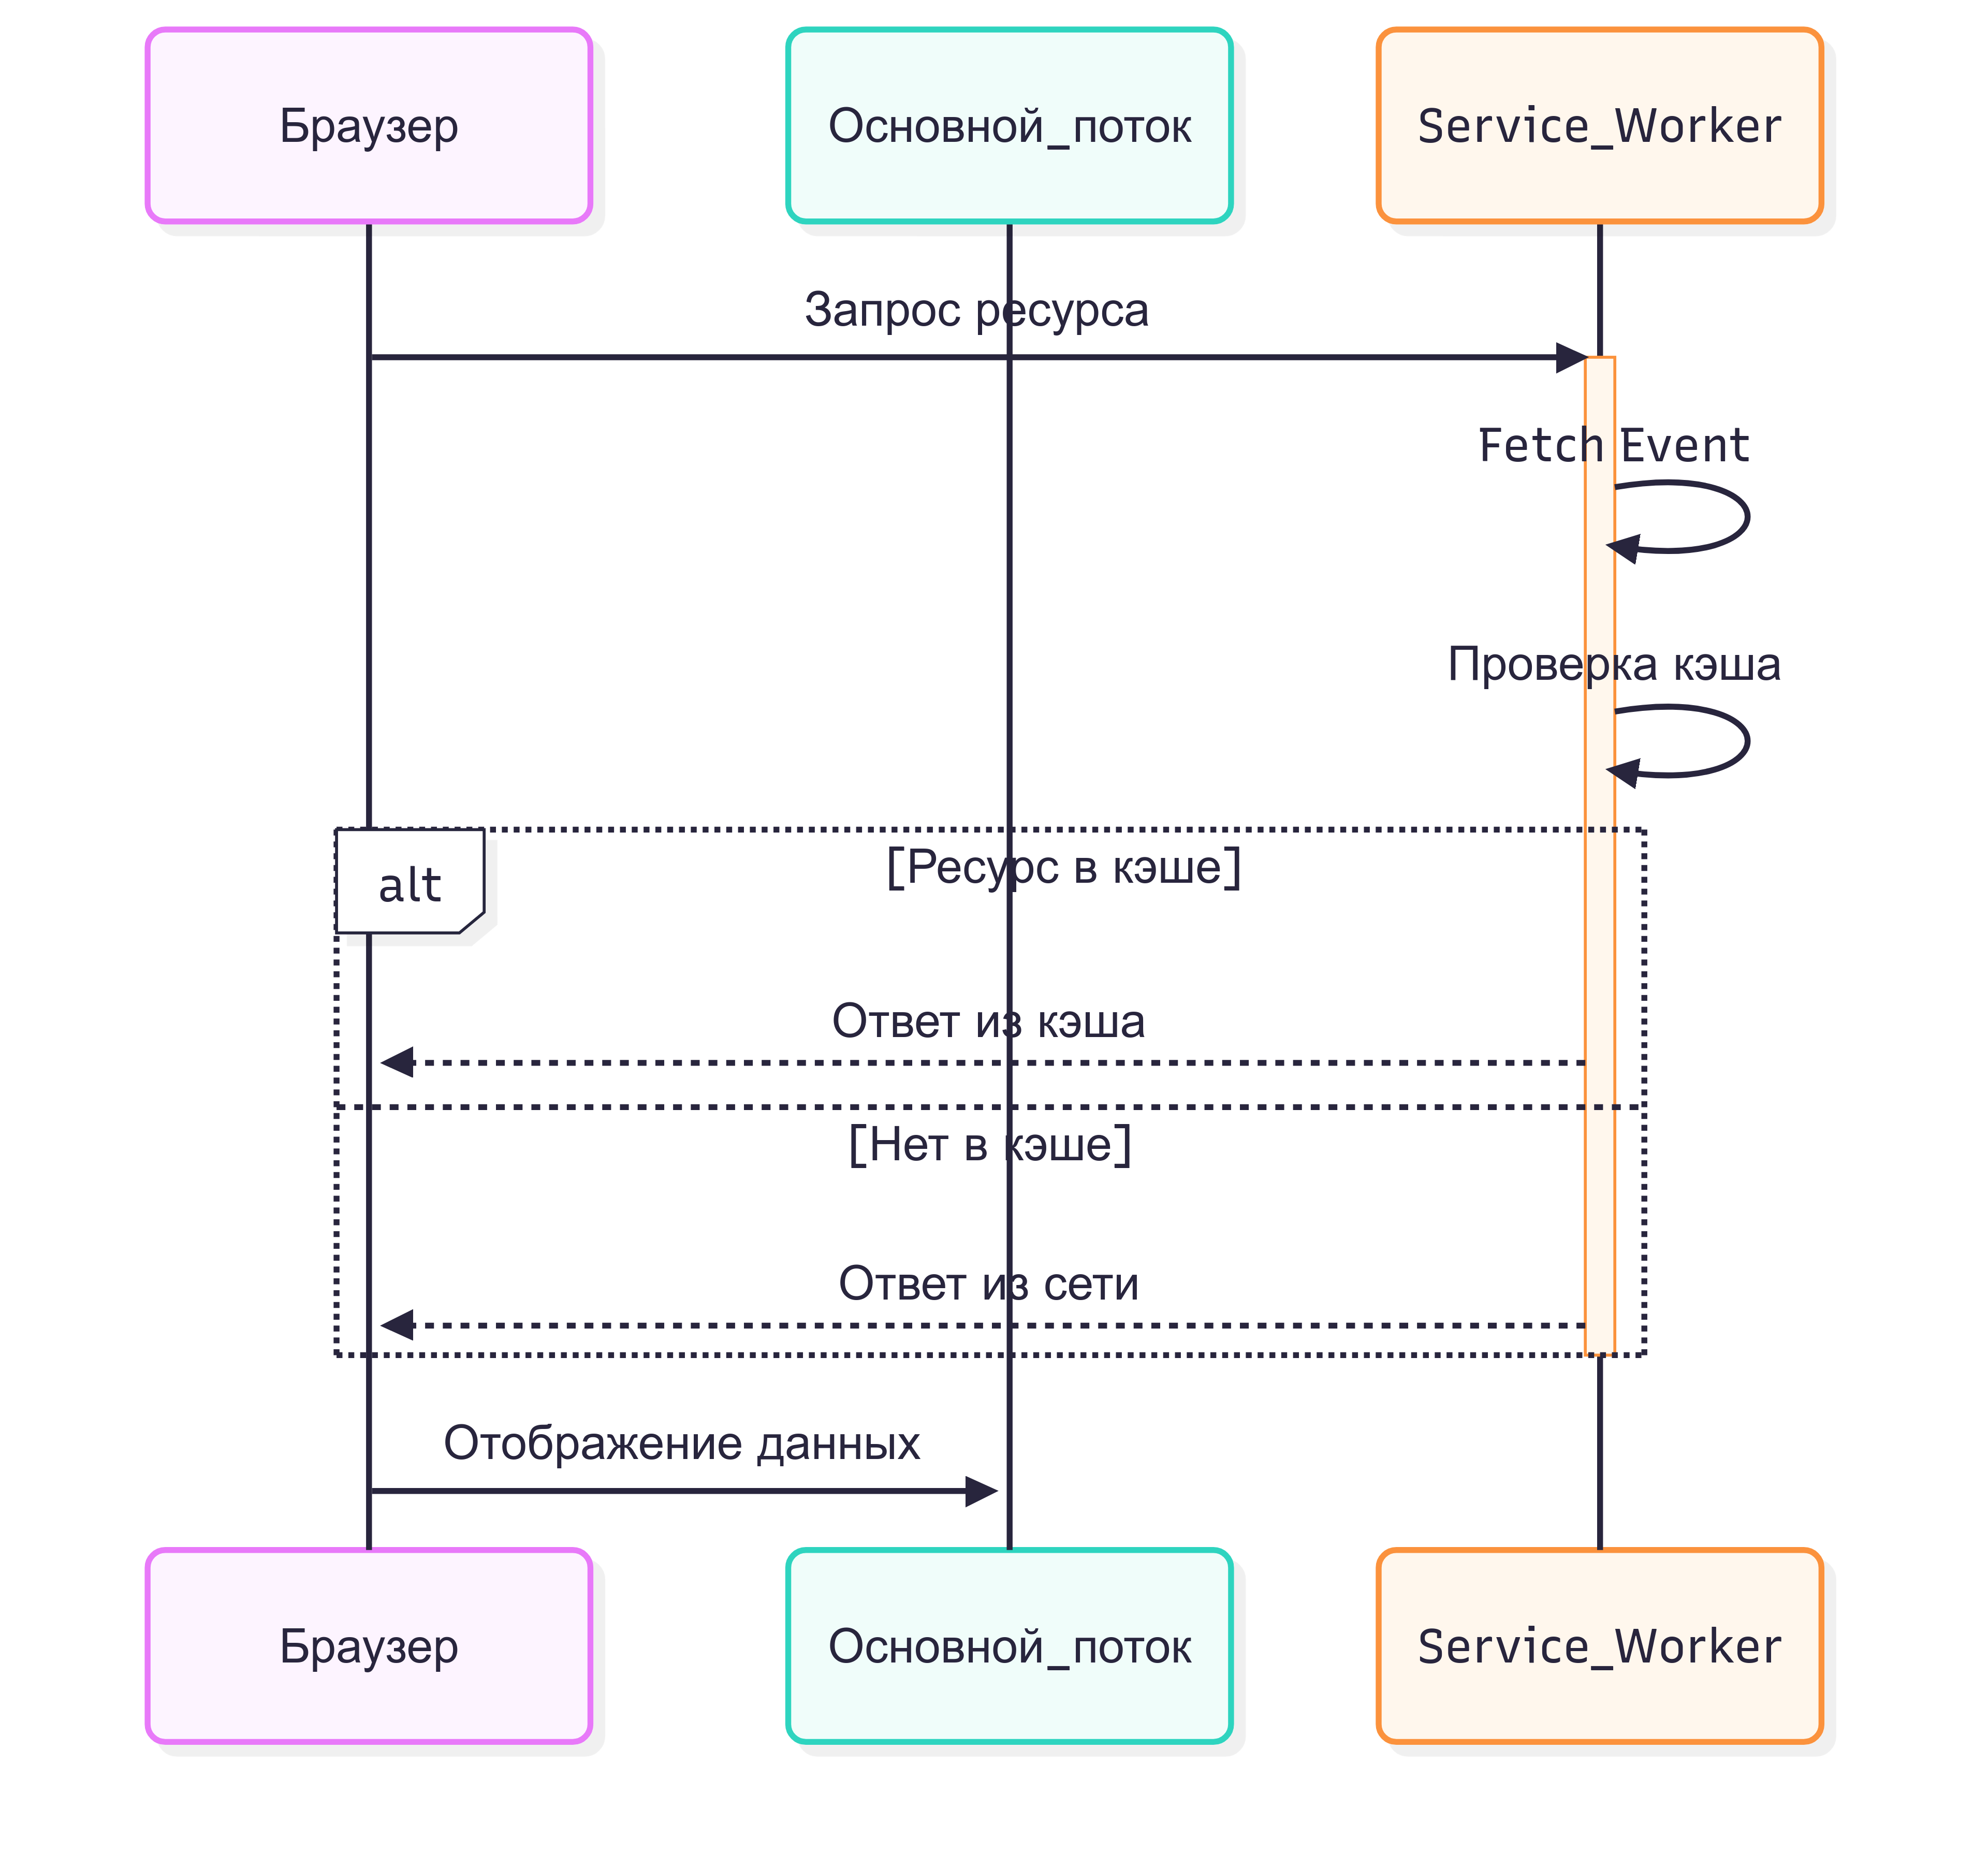 Браузер
Основной_поток
Service_Worker
Запрос ресурса
Fetch Event
Проверка кэша
alt
[Ресурс в кэше]
Ответ из кэша
[Нет в кэше]
Ответ из сети
Отображение данных
Браузер
Основной_поток
Service_Worker